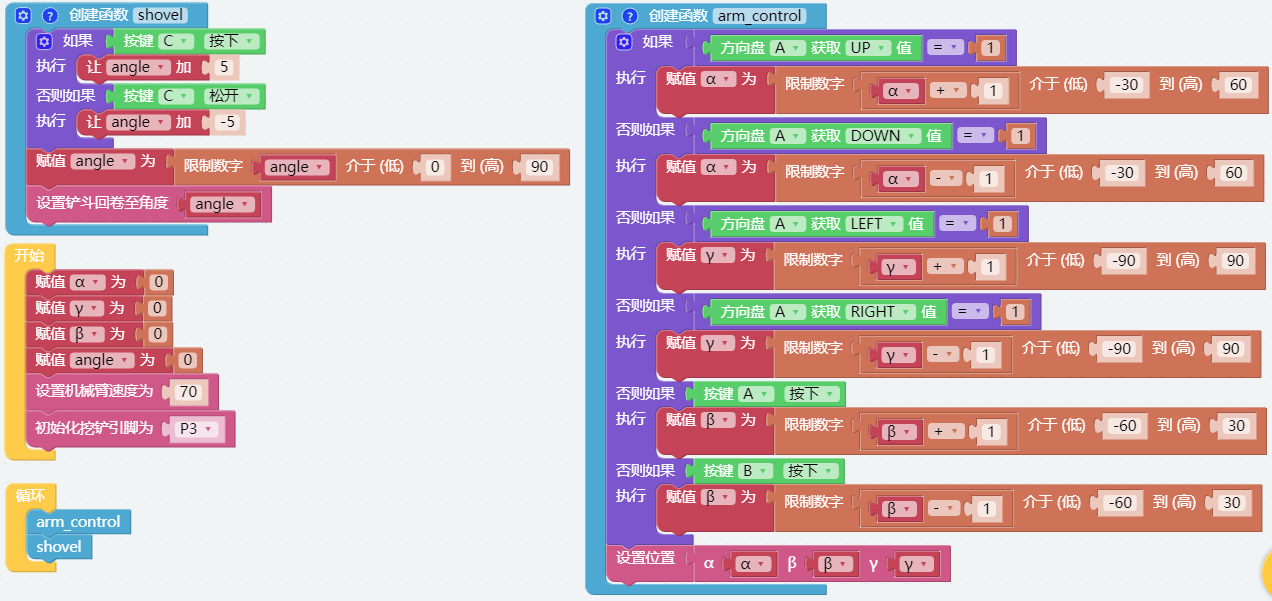 创建函数 shovel
如果 按键 C 按下
执行 让 angle 加 5
否则如果 按键 C 松开
执行 让 angle 加 -5
赋值 angle 为 限制数字 angle 介于 (低) 0 到 (高) 90
设置铲斗回卷至角度 angle
开始
赋值 α 为 0
赋值 γ 为 0
赋值 β 为 0
赋值 angle 为 0
设置机械臂速度为 70
初始化挖铲引脚为 P3
循环
arm_control
shovel
创建函数 arm_control
如果 方向盘 A 获取 UP 值 = 1
执行 赋值 α 为 限制数字 α + 1 介于 (低) -30 到 (高) 60
否则如果 方向盘 A 获取 DOWN 值 = 1
执行 赋值 α 为 限制数字 α - 1 介于 (低) -30 到 (高) 60
否则如果 方向盘 A 获取 LEFT 值 = 1
执行 赋值 γ 为 限制数字 γ + 1 介于 (低) -90 到 (高) 90
否则如果 方向盘 A 获取 RIGHT 值 = 1
执行 赋值 γ 为 限制数字 γ - 1 介于 (低) -90 到 (高) 90
否则如果 按键 A 按下
执行 赋值 β 为 限制数字 β + 1 介于 (低) -60 到 (高) 30
否则如果 按键 B 按下
执行 赋值 β 为 限制数字 β - 1 介于 (低) -60 到 (高) 30
设置位置 α α β β γ γ